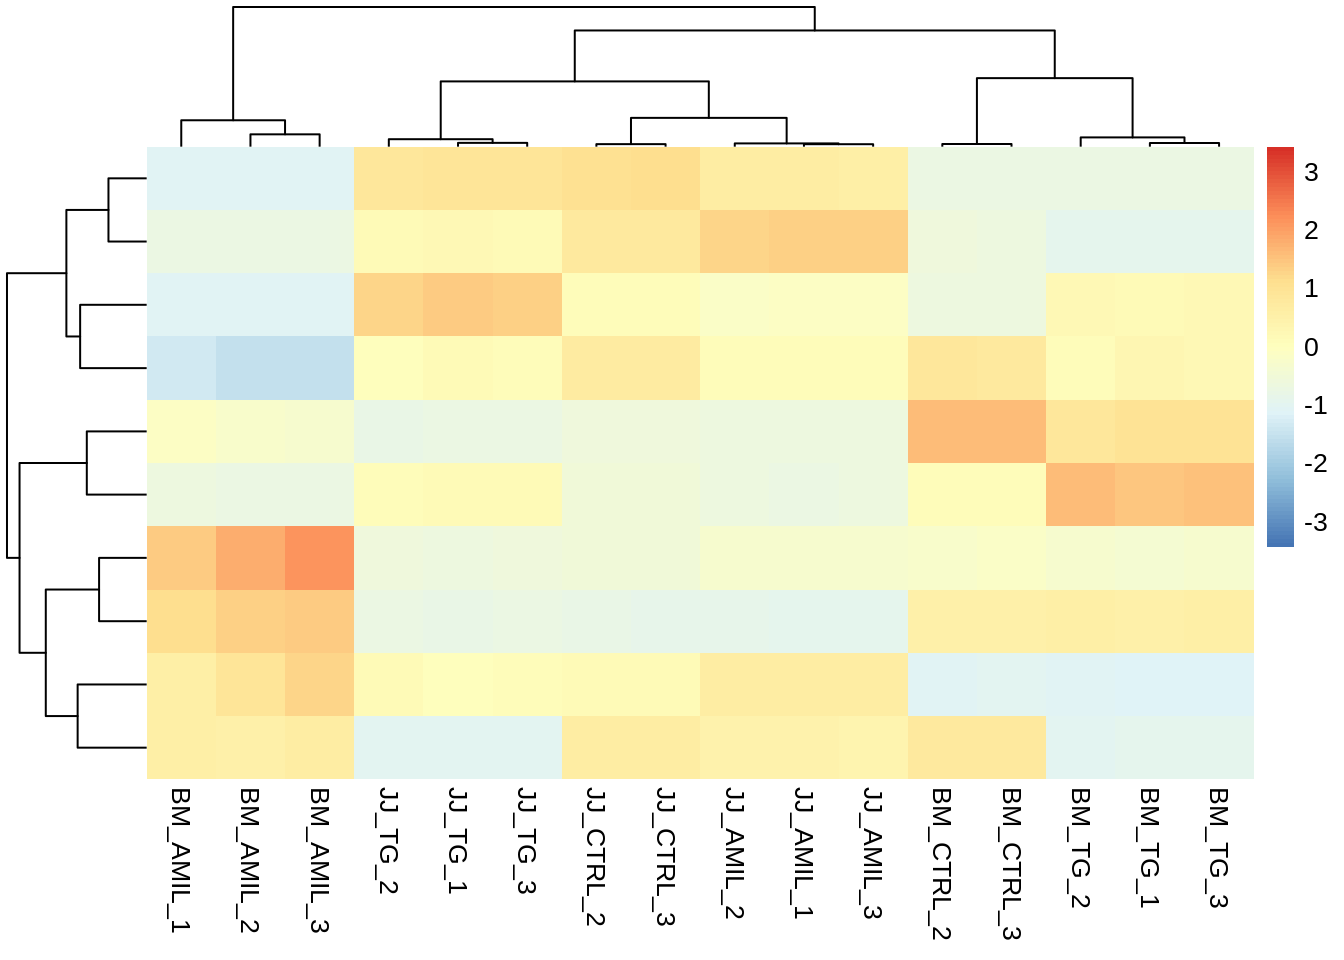 3
2
1
0
-1
-2
-3
BM_AMIL_1
BM_AMIL_2
BM_AMIL_3
JJ_TG_2
JJ_TG_1
JJ_TG_3
JJ_CTRL_2
JJ_CTRL_3
JJ_AMIL_2
JJ_AMIL_1
JJ_AMIL_3
BM_CTRL_2
BM_CTRL_3
BM_TG_2
BM_TG_1
BM_TG_3